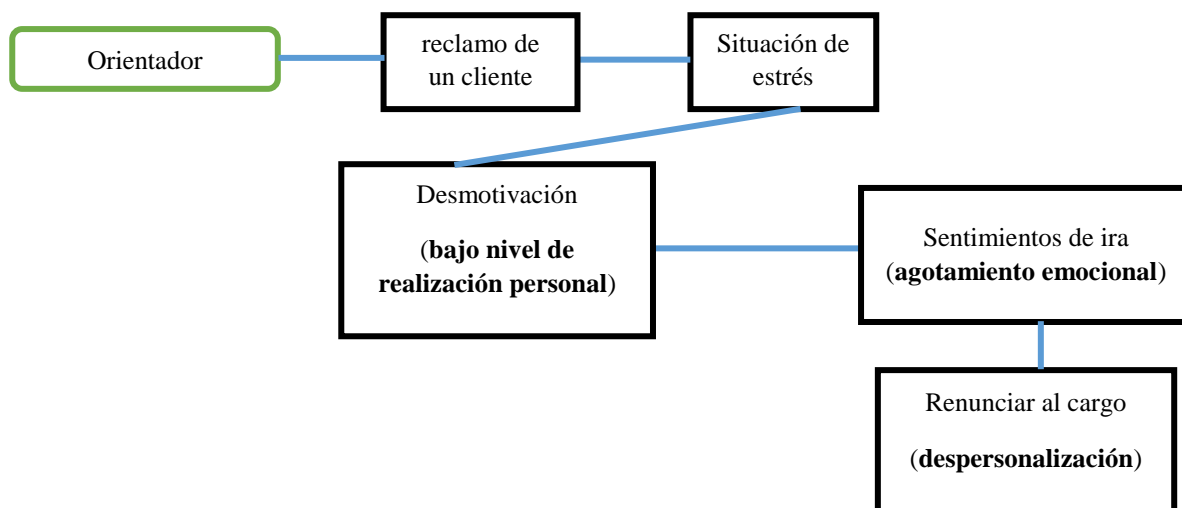 Orientador
reclamo de
un cliente
Situación de
estrés
Desmotivación
(bajo nivel de
realización personal)
Sentimientos de ira
(agotamiento emocional)
Renunciar al cargo
(despersonalización)